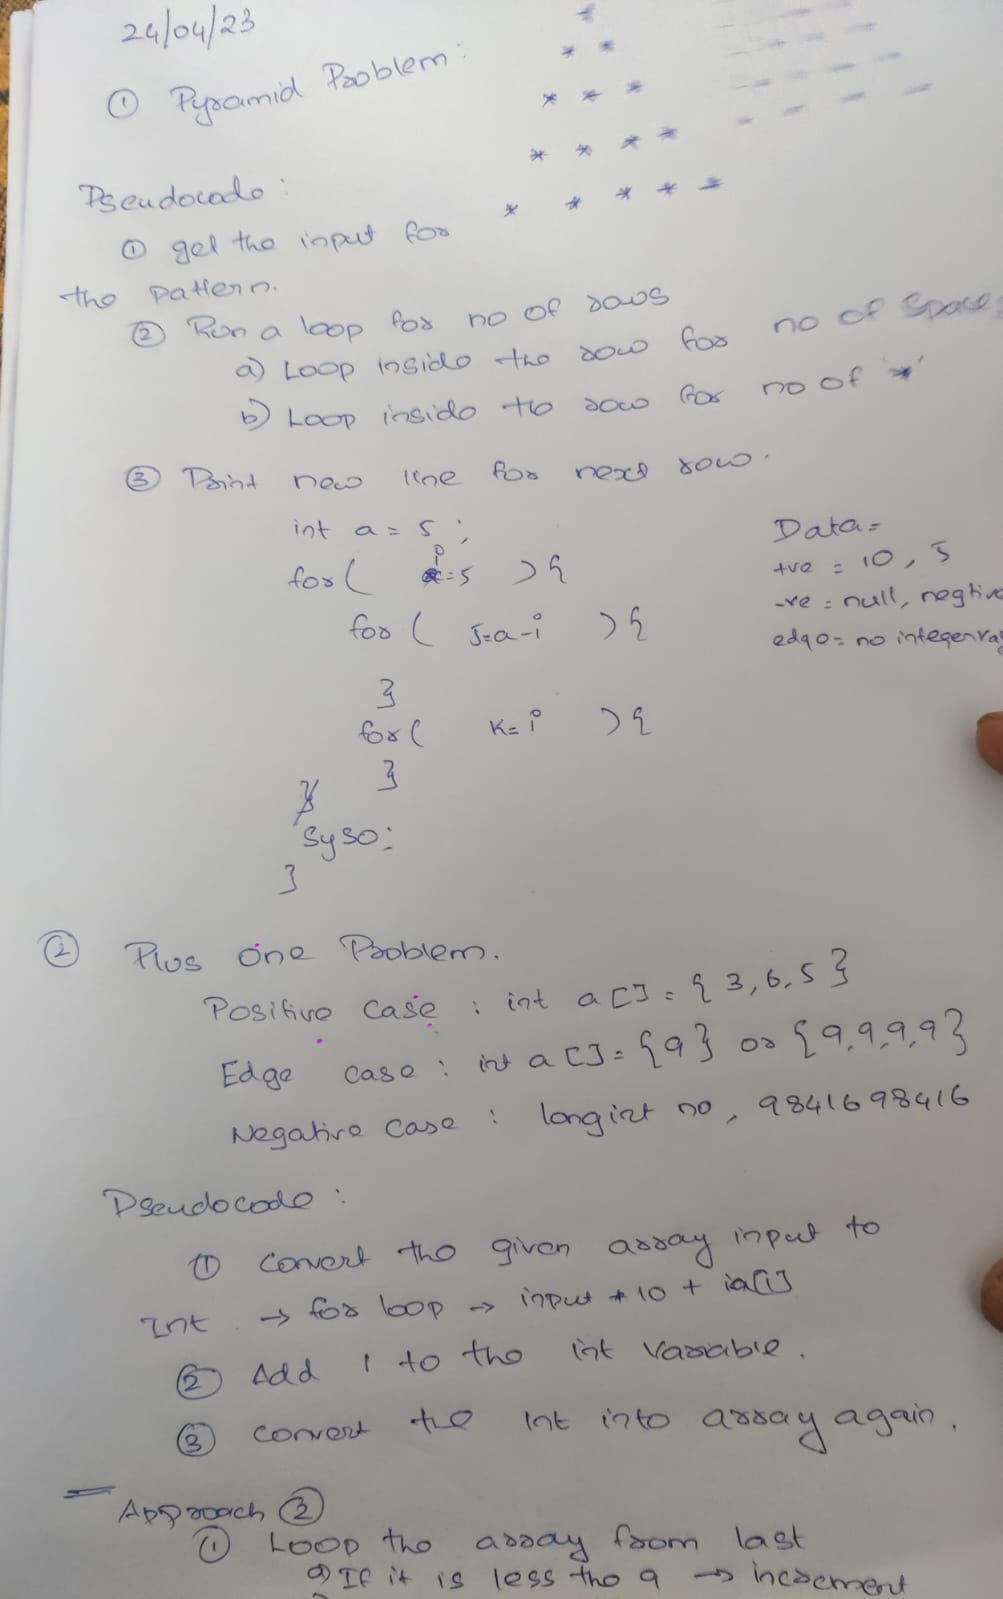 24/04/23
① Pyramid Problem:
*
* *
* * *
* * * *
* * * * *
Pseudocode:
① get the input for
the pattern.
② Run a loop for no of rows
a) Loop inside the row for no of Space
b) Loop inside to row for no of '*'
③ Print new line for next row.
int a = 5;
for( i=5 ){
for( j=a-i ){
}
for( k=i ){
}
Syso:
}
Data=
+ve = 10, 5
-ve = null, negtive
edge= no integer
② Plus One Problem.
Positive Case : int a[]={3,6,5}
Edge case : int a[]={9} or {9,9,9,9}
Negative Case : long int no, 9841698416
Pseudocode :
① convert the given array input to
Int → for loop → input * 10 + ia[i]
② Add 1 to the int variable.
③ convert the Int into array again.
Approach ②
① Loop the array from last
a) If it is less the 9 → increment